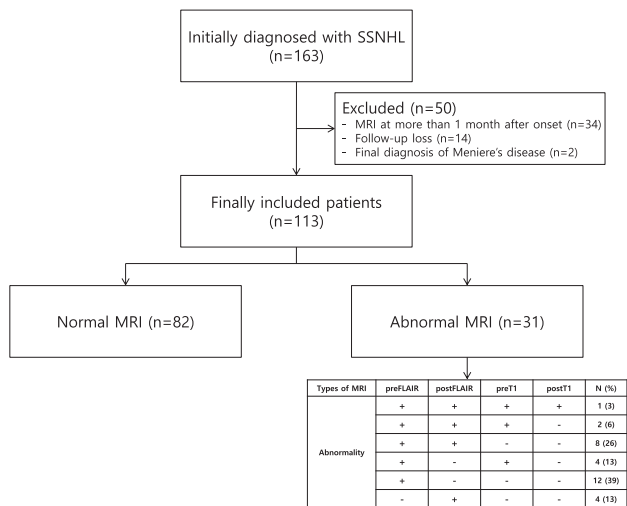 Initially diagnosed with SSNHL
(n=163)
Excluded (n=50)
- MRI at more than 1 month after onset (n=34)
- Follow-up loss (n=14)
- Final diagnosis of Meniere's disease (n=2)
Finally included patients
(n=113)
Normal MRI (n=82)
Abnormal MRI (n=31)
Types of MRI preFLAIR postFLAIR preT1 postT1 N (%)
+ + + + 1 (3)
+ + + - 2 (6)
+ + - - 8 (26)
Abnormality
+ - + - 4 (13)
+ - - - 12 (39)
- + - - 4 (13)